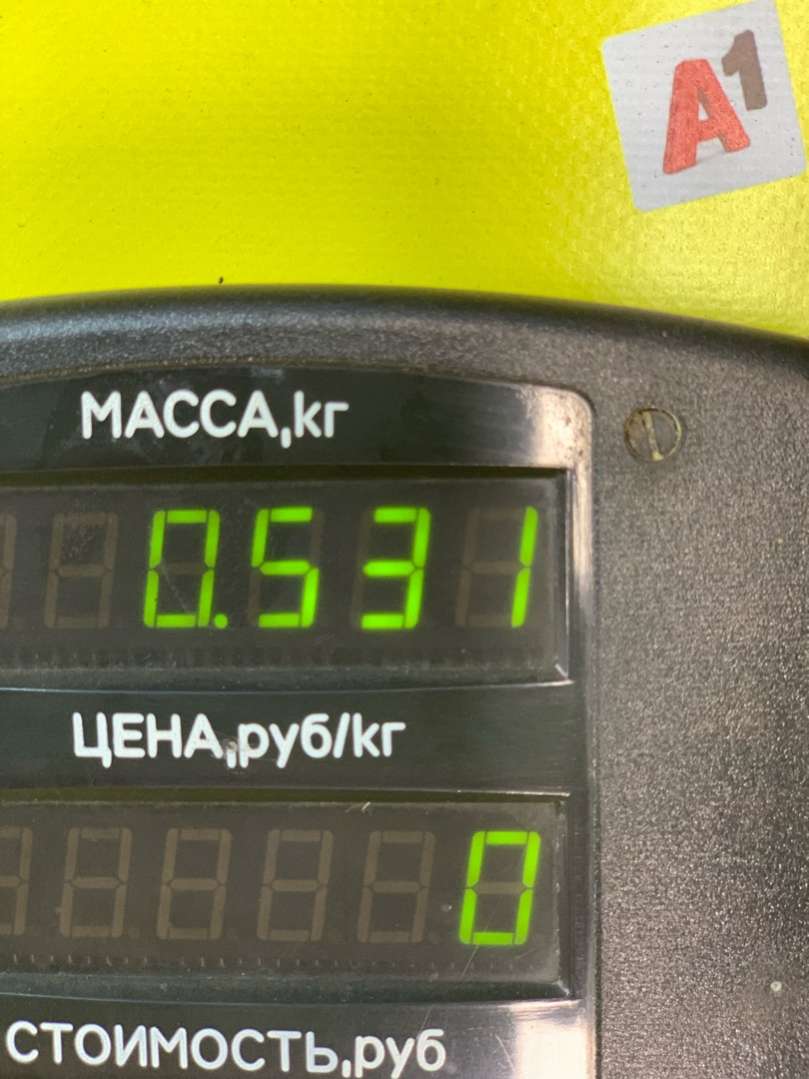 A1
МАССА,кг
0.531
ЦЕНА,руб/кг
0
СТОИМОСТЬ,руб